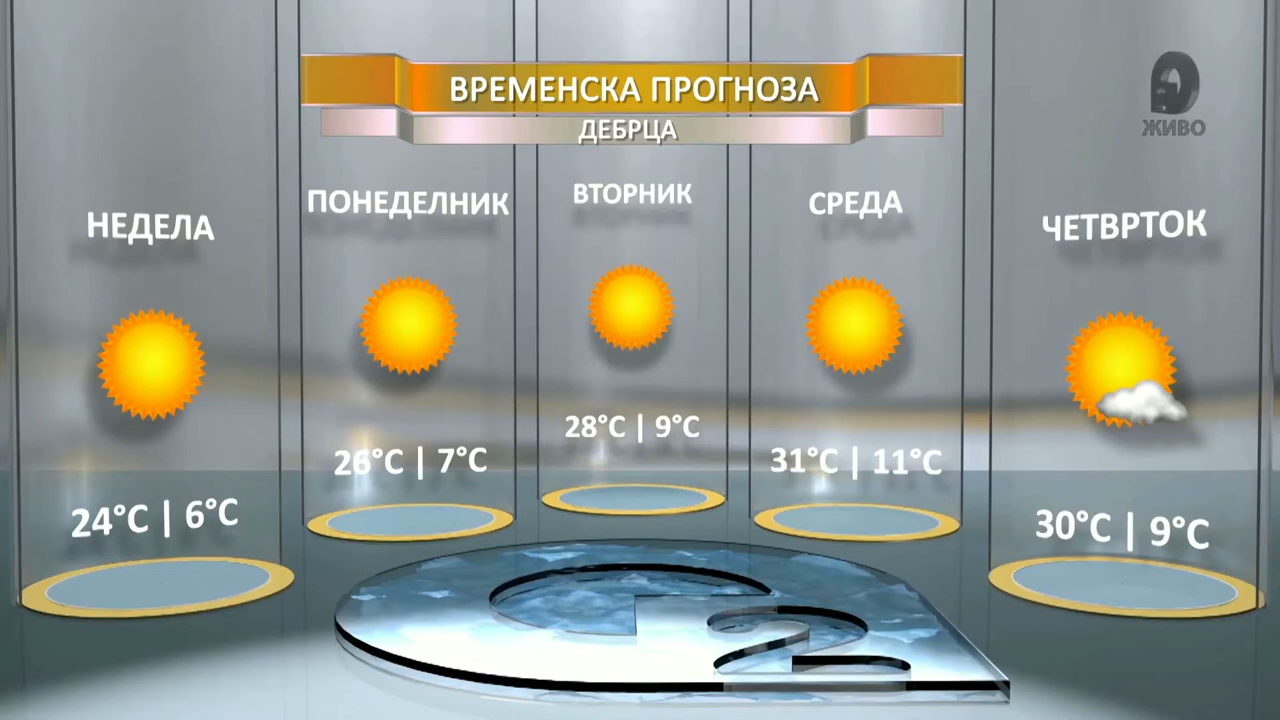 ВРЕМЕНСКА ПРОГНОЗА
ДЕБРЦА
ЖИВО
НЕДЕЛА
24°C | 6°C
ПОНЕДЕЛНИК
26°C | 7°C
ВТОРНИК
28°C | 9°C
СРЕДА
31°C | 11°C
ЧЕТВРТОК
30°C | 9°C
2